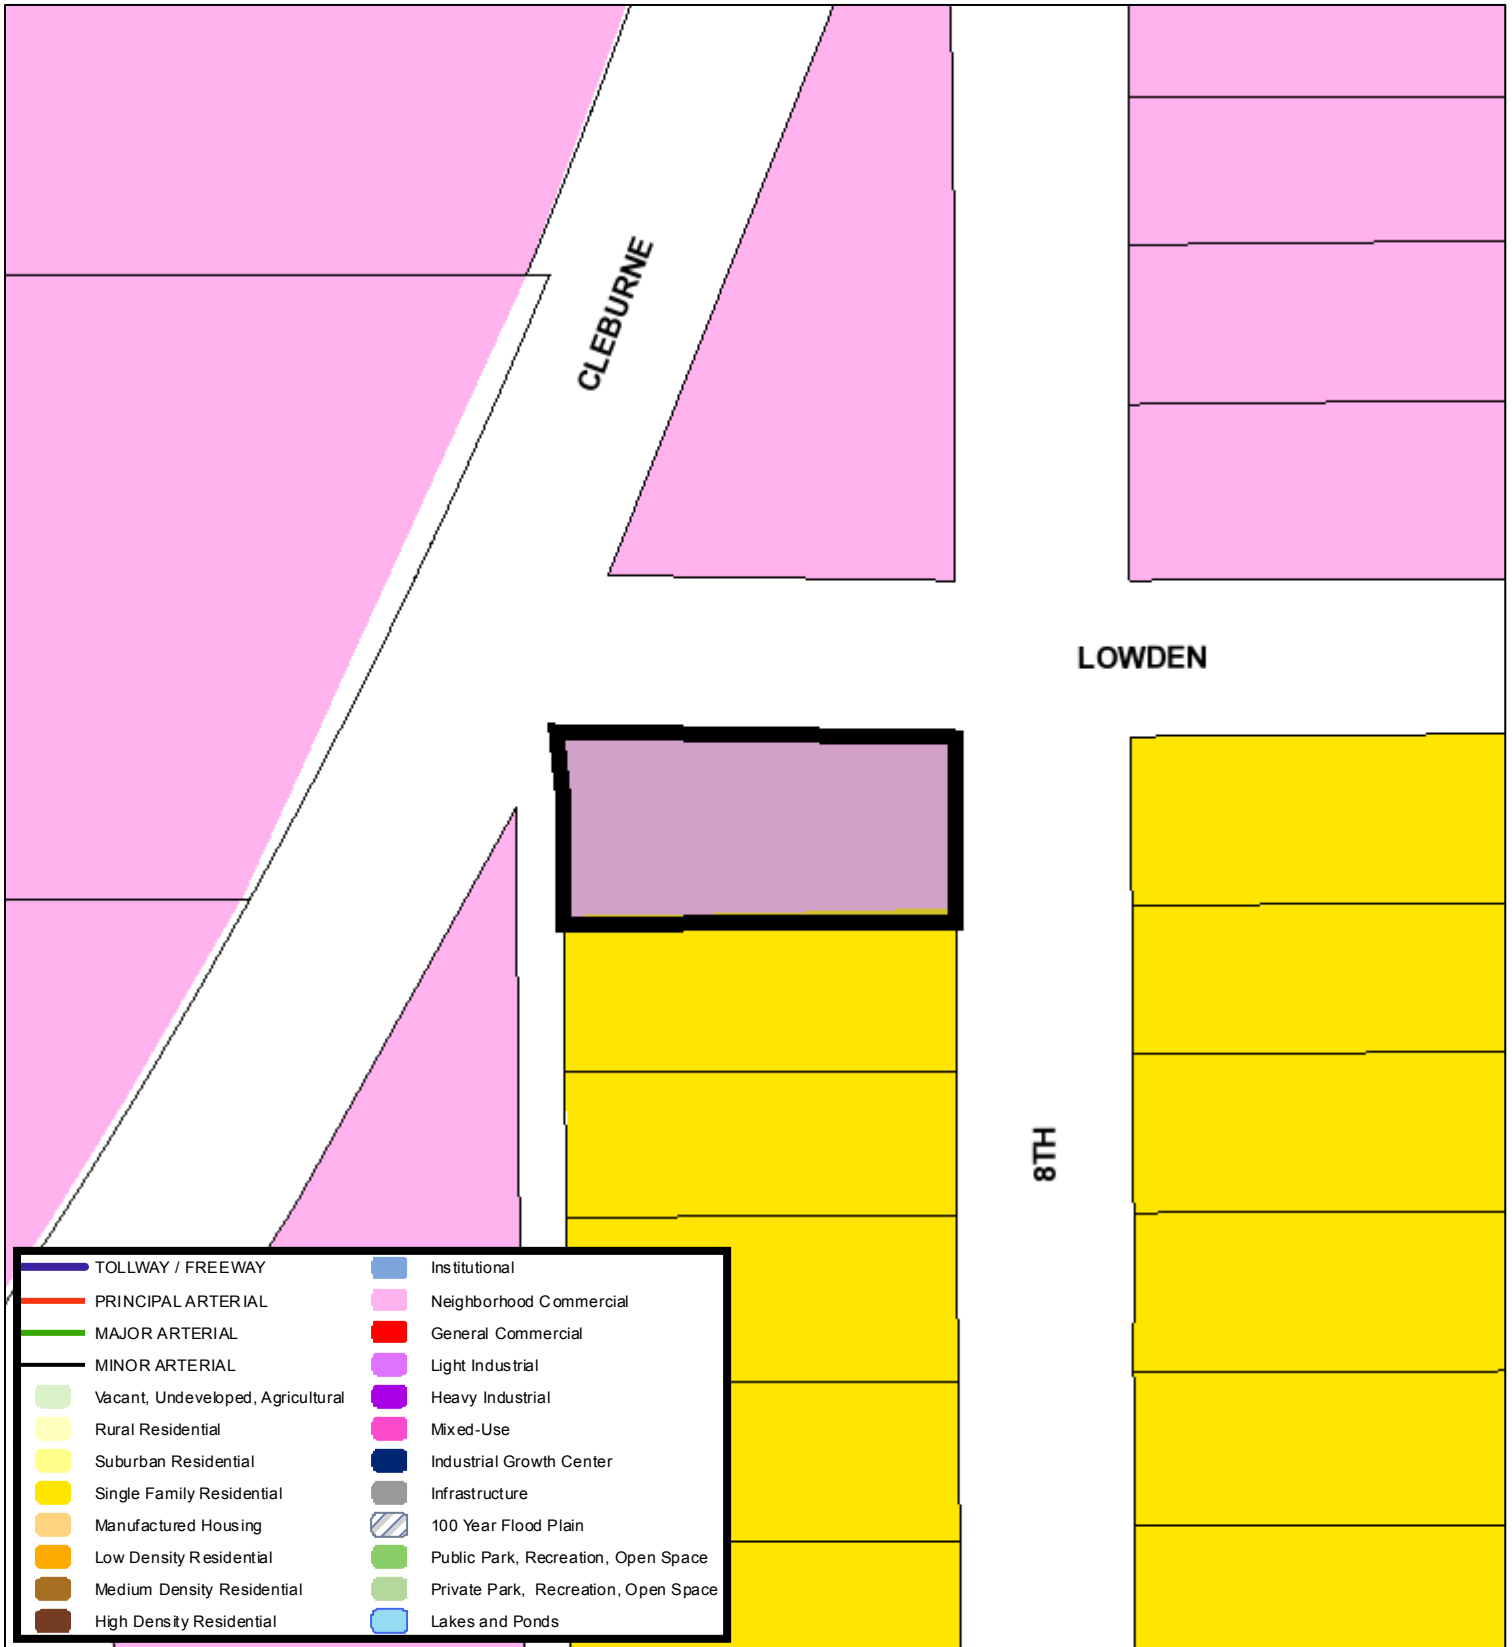 CLEBURNE
LOWDEN
8TH
TOLLWAY / FREEWAY
PRINCIPAL ARTERIAL
MAJOR ARTERIAL
MINOR ARTERIAL
Vacant, Undeveloped, Agricultural
Rural Residential
Suburban Residential
Single Family Residential
Manufactured Housing
Low Density Residential
Medium Density Residential
High Density Residential
Institutional
Neighborhood Commercial
General Commercial
Light Industrial
Heavy Industrial
Mixed-Use
Industrial Growth Center
Infrastructure
100 Year Flood Plain
Public Park, Recreation, Open Space
Private Park, Recreation, Open Space
Lakes and Ponds